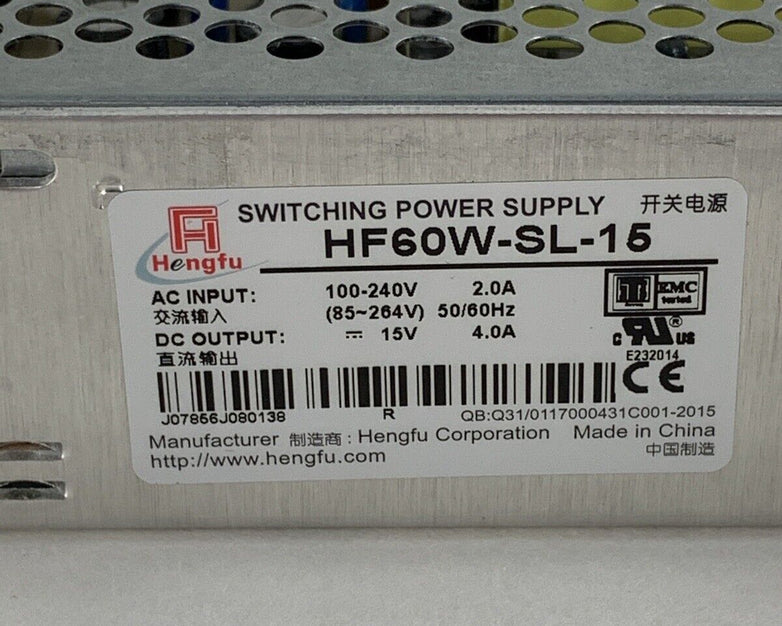 SWITCHING POWER SUPPLY 开关电源
Hengfu
HF60W-SL-15
AC INPUT: 100-240V 2.0A
交流输入 (85~264V) 50/60Hz
DC OUTPUT: 15V 4.0A
直流输出
EMC
tested
C US
E232014
CE
J07856J080138 R QB:Q31/0117000431C001-2015
Manufacturer 制造商: Hengfu Corporation Made in China
http://www.hengfu.com 中国制造